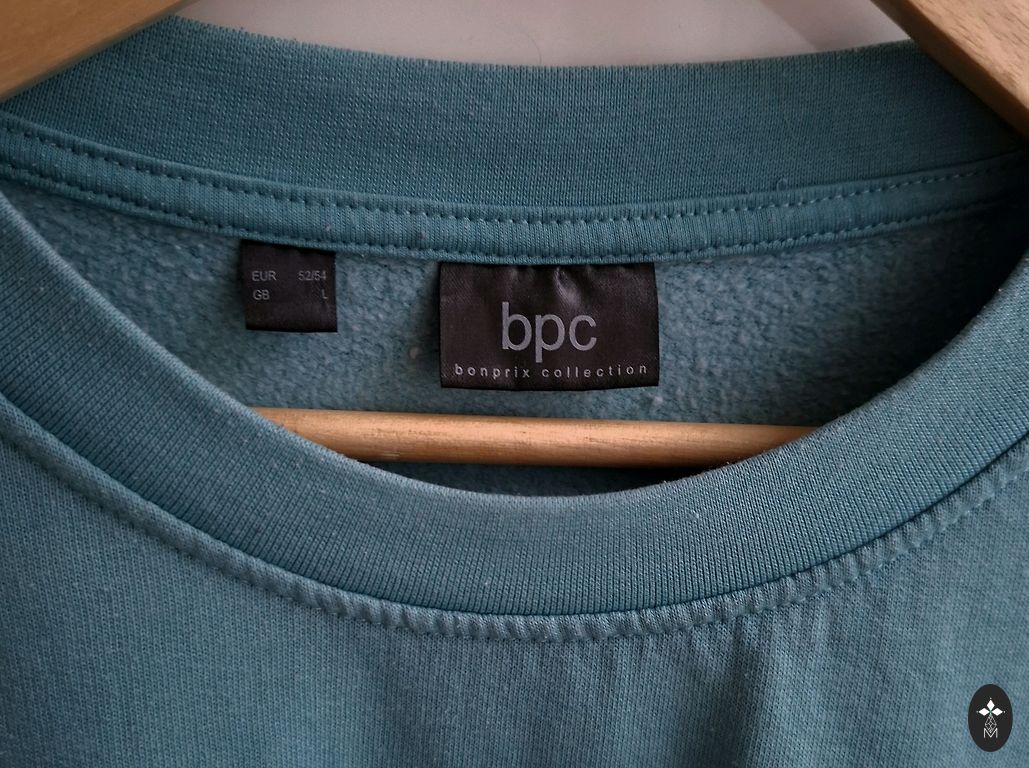 EUR 52/54
GB L
bpc
bonprix collection
M